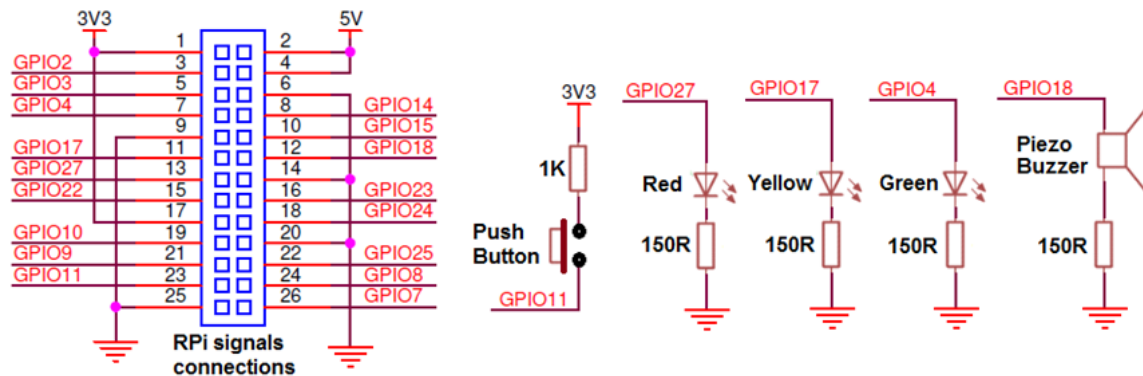 3V3 5V
1 2
GPIO2 3 4
GPIO3 5 6
GPIO4 7 8 GPIO14
9 10 GPIO15
GPIO17 11 12 GPIO18
GPIO27 13 14
GPIO22 15 16 GPIO23
17 18 GPIO24
GPIO10 19 20
GPIO9 21 22 GPIO25
GPIO11 23 24 GPIO8
25 26 GPIO7
RPi signals
connections
3V3
1K
Push
Button
GPIO11
GPIO27
Red
150R
GPIO17
Yellow
150R
GPIO4
Green
150R
GPIO18
Piezo
Buzzer
150R